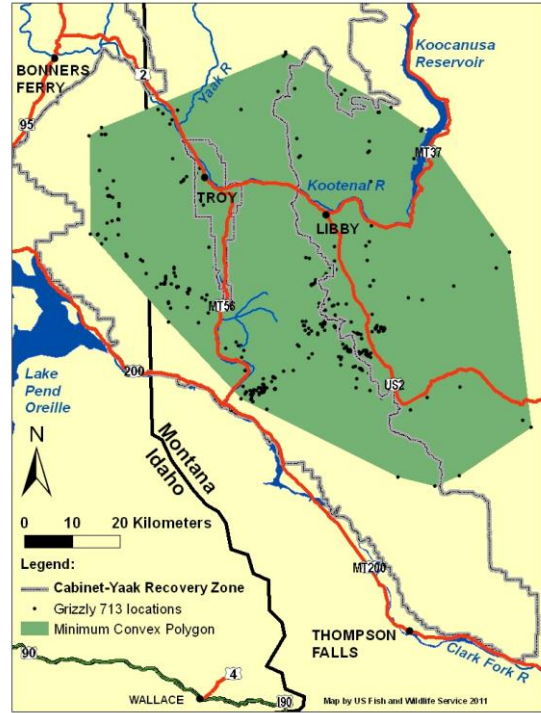 Koocanusa
Reservoir
BONNERS
FERRY
2
Yaak R
95
MT37
TROY
Kootenai R
LIBBY
MT56
Lake
Pend
Oreille
200
US2
N
Montana
Idaho
0 10 20 Kilometers
Legend:
Cabinet-Yaak Recovery Zone
Grizzly 713 locations
Minimum Convex Polygon
MT200
THOMPSON
FALLS
Clark Fork R
90
4
WALLACE
I90
Map by US Fish and Wildlife Service 2011